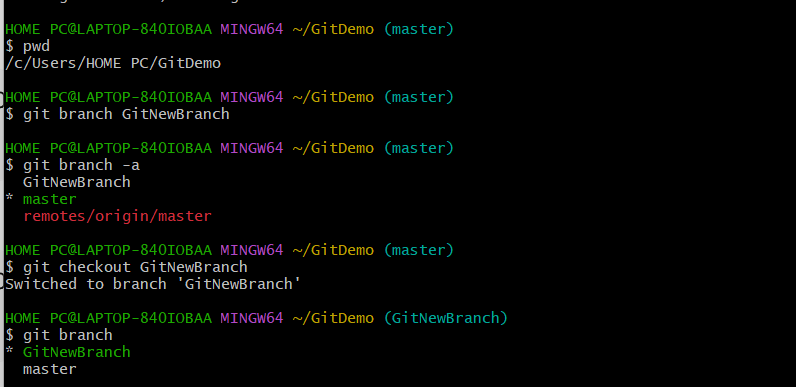 HOME PC@LAPTOP-840IOBAA MINGW64 ~/GitDemo (master)
$ pwd
/c/Users/HOME PC/GitDemo
HOME PC@LAPTOP-840IOBAA MINGW64 ~/GitDemo (master)
$ git branch GitNewBranch
HOME PC@LAPTOP-840IOBAA MINGW64 ~/GitDemo (master)
$ git branch -a
GitNewBranch
* master
remotes/origin/master
HOME PC@LAPTOP-840IOBAA MINGW64 ~/GitDemo (master)
$ git checkout GitNewBranch
Switched to branch 'GitNewBranch'
HOME PC@LAPTOP-840IOBAA MINGW64 ~/GitDemo (GitNewBranch)
$ git branch
* GitNewBranch
master